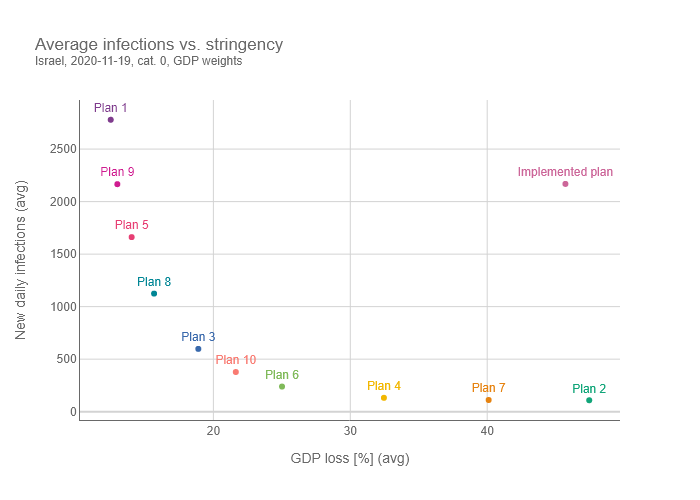 Average infections vs. stringency
Israel, 2020-11-19, cat. 0, GDP weights
Plan 1
2500
Plan 9
Implemented plan
2000
Plan 5
1500
Plan 8
1000
Plan 3
Plan 10
500
Plan 6
Plan 4
Plan 7
Plan 2
0
New daily infections (avg)
20
30
40
GDP loss [%] (avg)